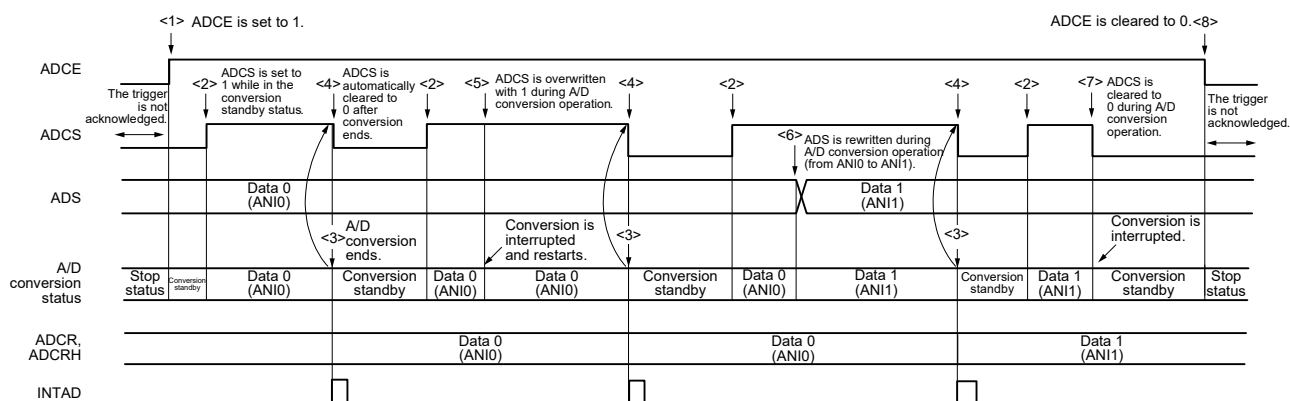 <1> ADCE is set to 1.
ADCE is cleared to 0. <8>
ADCE
The trigger
is not
acknowledged.
<2>
ADCS is set to
1 while in the
conversion
standby status.
<4>
ADCS is
automatically
cleared to
0 after
conversion
ends.
<2>
<5>
ADCS is overwritten
with 1 during A/D
conversion operation.
<4>
<2>
<4>
<2>
<7>
ADCS is
cleared to
0 during A/D
conversion
operation.
The trigger
is not
acknowledged.
ADCS
<6>
ADS is rewritten during
A/D conversion operation
(from ANI0 to ANI1).
ADS
Data 0
(ANI0)
Data 1
(ANI1)
<3>
A/D
conversion
ends.
Conversion is
interrupted
and restarts.
<3>
<3>
Conversion is
interrupted.
A/D
conversion
status
Stop
status
Conversion
standby
Data 0
(ANI0)
Conversion
standby
Data 0
(ANI0)
Data 0
(ANI0)
Conversion
standby
Data 0
(ANI0)
Data 1
(ANI1)
Conversion
standby
Data 1
(ANI1)
Conversion
standby
Stop
status
ADCR,
ADCRH
Data 0
(ANI0)
Data 0
(ANI0)
Data 1
(ANI1)
INTAD